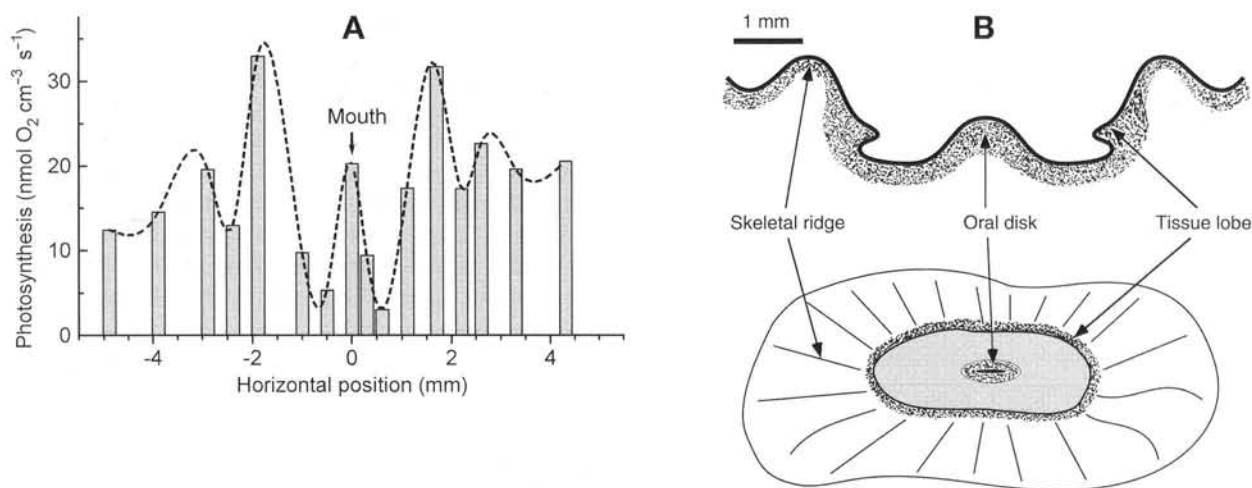 A
Photosynthesis (nmol O₂ cm⁻³ s⁻¹)
30
20
10
0
Mouth
-4
-2
0
2
4
Horizontal position (mm)
1 mm
B
Skeletal ridge
Oral disk
Tissue lobe